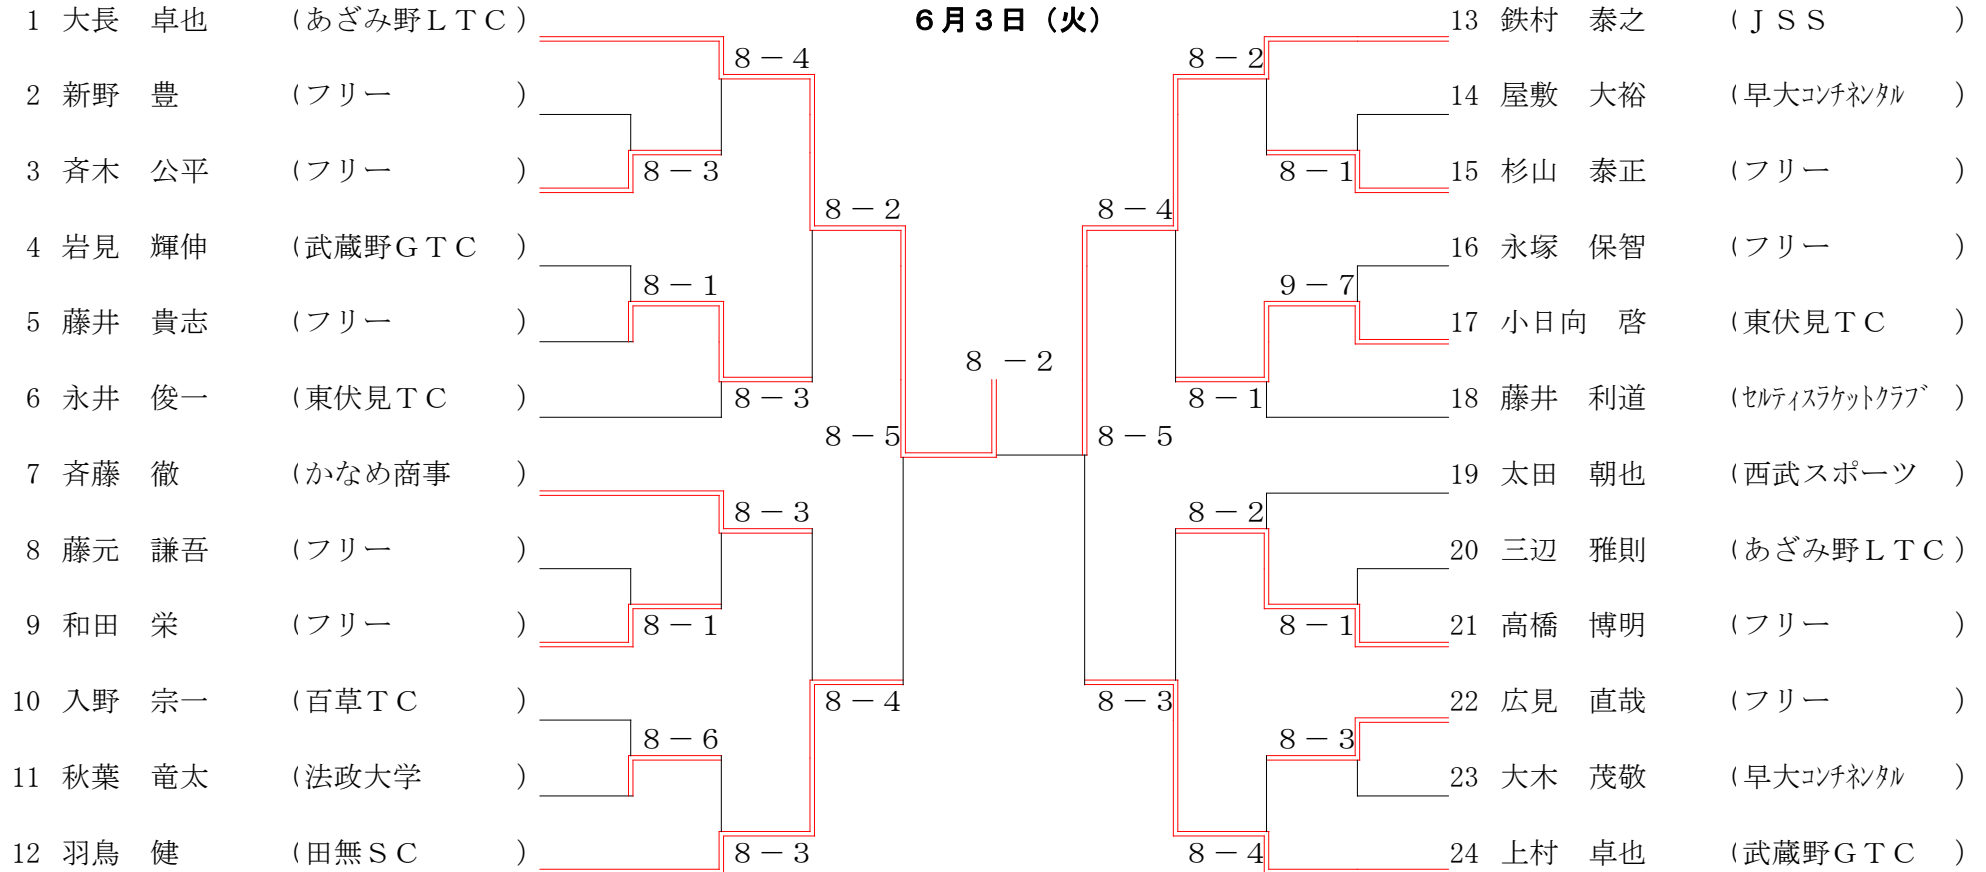 ６月３日（火）
1 大長　卓也 (あざみ野ＬＴＣ)
2 新野　豊 (フリー)
3 斉木　公平 (フリー)
4 岩見　輝伸 (武蔵野ＧＴＣ)
5 藤井　貴志 (フリー)
6 永井　俊一 (東伏見ＴＣ)
7 斉藤　徹 (かなめ商事)
8 藤元　謙吾 (フリー)
9 和田　栄 (フリー)
10 入野　宗一 (百草ＴＣ)
11 秋葉　竜太 (法政大学)
12 羽鳥　健 (田無ＳＣ)
８－４
８－３
８－２
８－１
８－３
８－５
８－３
８－１
８－４
８－６
８－３
８－２
８－２
８－１
８－４
９－７
８－１
８－５
８－２
８－１
８－３
８－３
８－４
13 鉄村　泰之 (ＪＳＳ)
14 屋敷　大裕 (早大ｺﾝﾁﾈﾝﾀﾙ)
15 杉山　泰正 (フリー)
16 永塚　保智 (フリー)
17 小日向　啓 (東伏見ＴＣ)
18 藤井　利道 (ｾﾙﾃｨｽﾗｹｯﾄｸﾗﾌﾞ)
19 太田　朝也 (西武スポーツ)
20 三辺　雅則 (あざみ野ＬＴＣ)
21 高橋　博明 (フリー)
22 広見　直哉 (フリー)
23 大木　茂敬 (早大ｺﾝﾁﾈﾝﾀﾙ)
24 上村　卓也 (武蔵野ＧＴＣ)